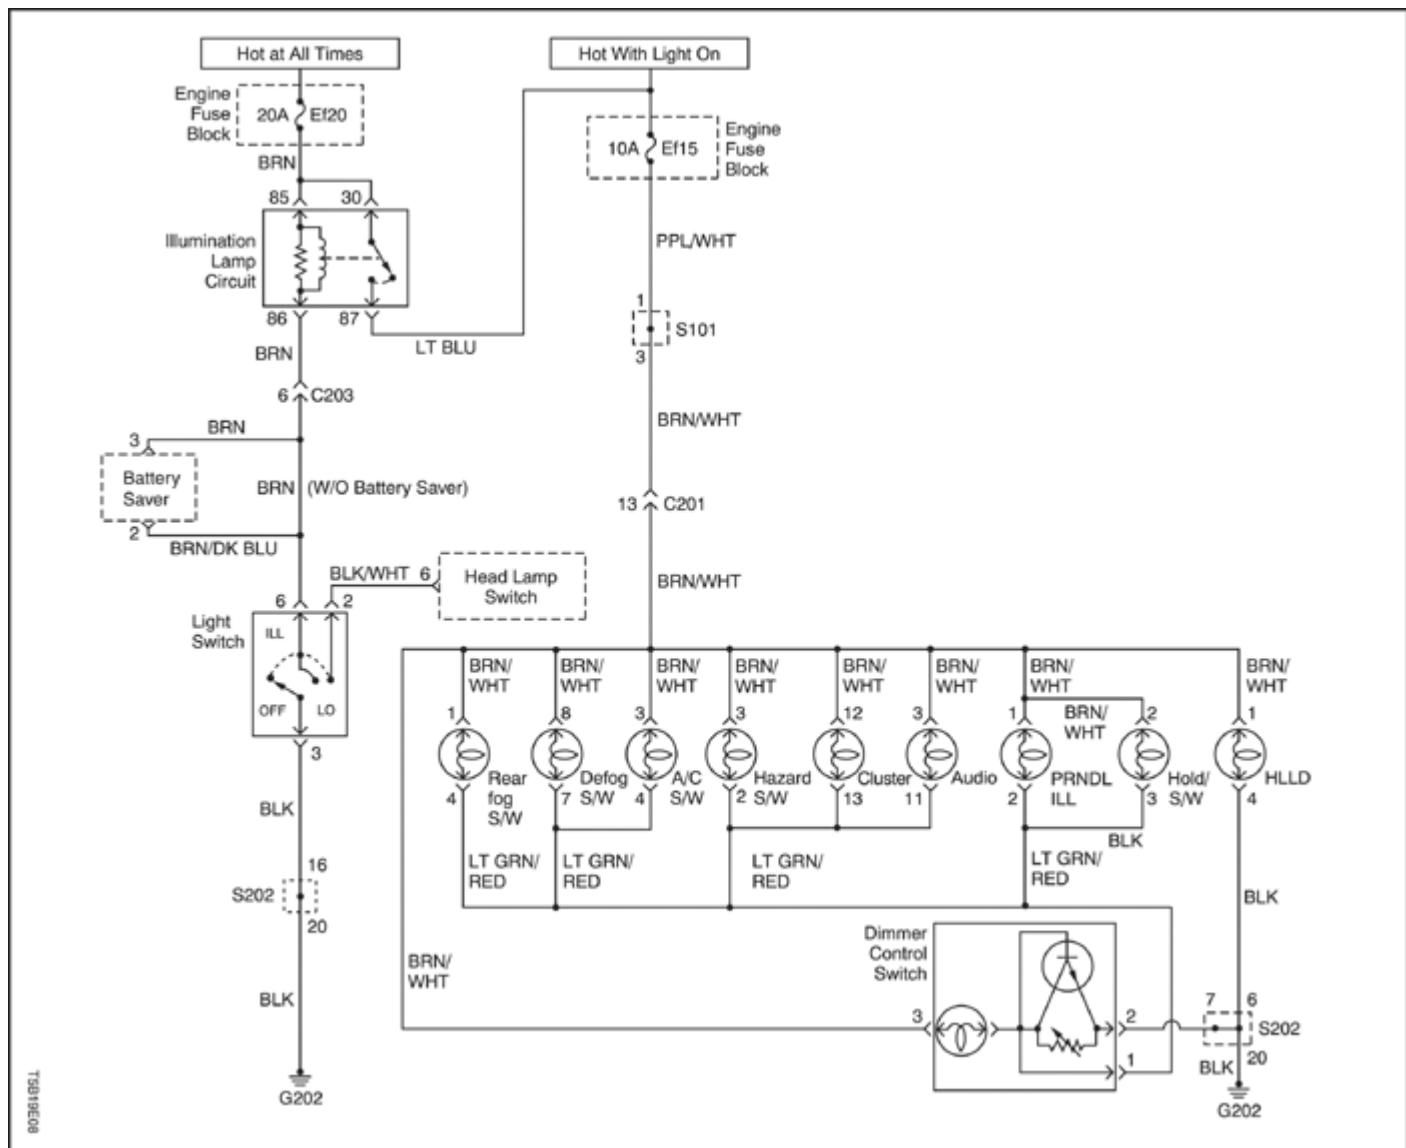 Hot at All Times
Hot With Light On
Engine
Fuse
Block
20A
Ef20
BRN
10A
Ef15
Engine
Fuse
Block
85
30
Illumination
Lamp
Circuit
PPL/WHT
86
87
LT BLU
1
S101
3
BRN
6
C203
BRN/WHT
BRN
3
Battery
Saver
BRN
(W/O Battery Saver)
2
BRN/DK BLU
13
C201
BLK/WHT
6
Head Lamp
Switch
BRN/WHT
6
2
Light
Switch
ILL
OFF
LO
3
BRN/
WHT
BRN/
WHT
BRN/
WHT
BRN/
WHT
BRN/
WHT
BRN/
WHT
BRN/
WHT
BRN/
WHT
BRN/
WHT
1
8
3
3
12
3
1
2
1
Rear
fog
S/W
Defog
S/W
A/C
S/W
Hazard
S/W
Cluster
Audio
PRNDL
ILL
Hold/
S/W
HLLD
4
7
4
2
13
11
2
3
4
BLK
BLK
LT GRN/
RED
LT GRN/
RED
LT GRN/
RED
LT GRN/
RED
16
S202
20
BLK
BLK
G202
BRN/
WHT
Dimmer
Control
Switch
3
2
1
7
6
S202
20
BLK
G202
T5B19E08